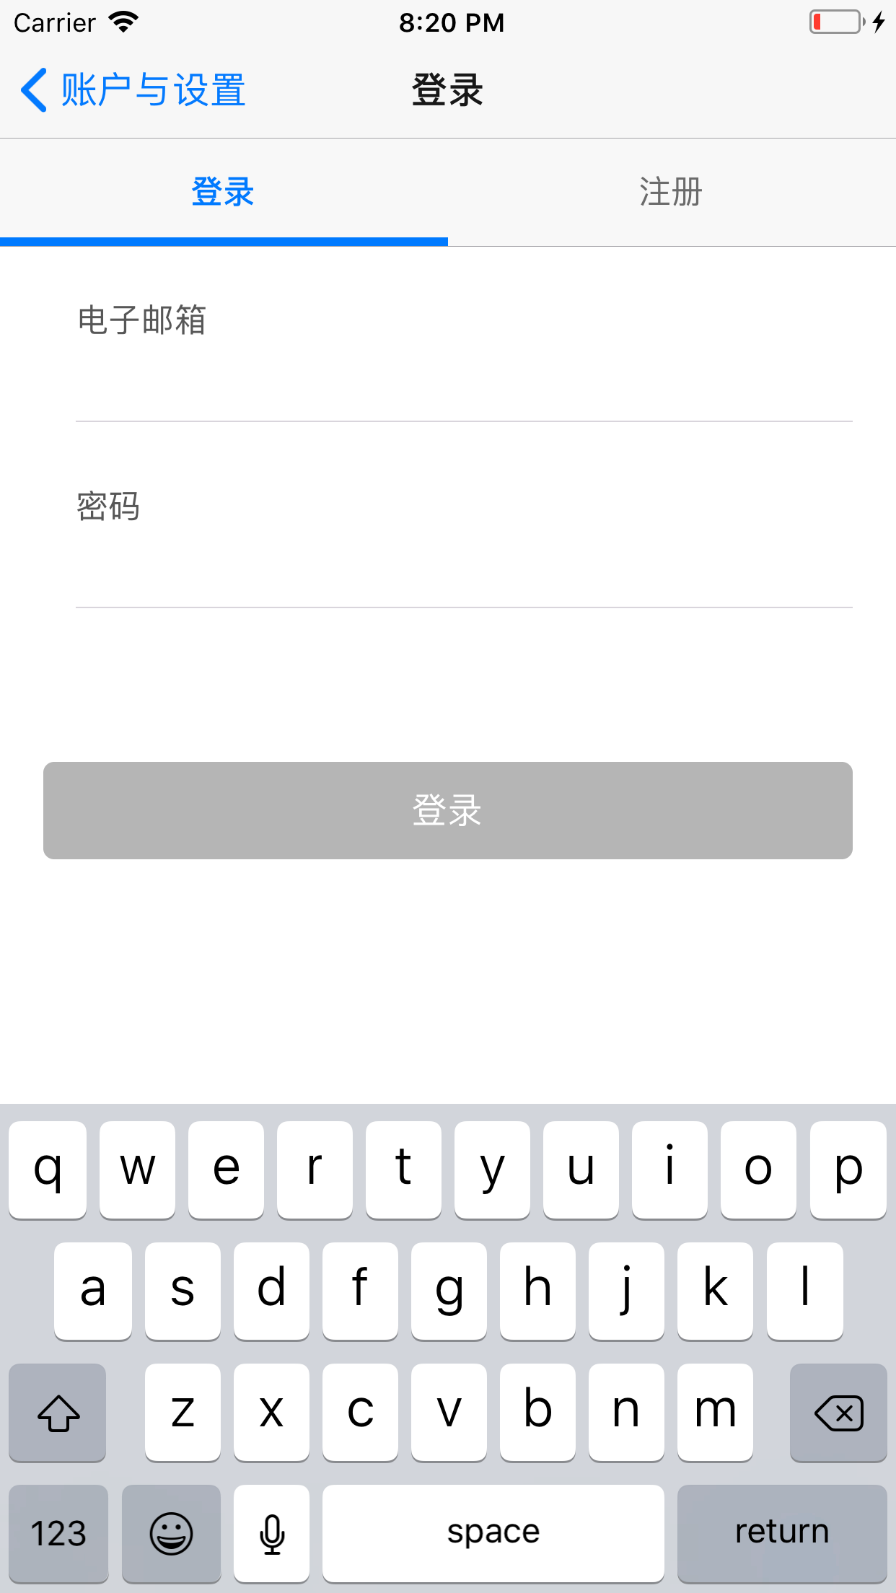 Carrier 8:20 PM
账户与设置 登录
登录 注册
电子邮箱
密码
登录
q w e r t y u i o p
a s d f g h j k l
z x c v b n m
123 space return